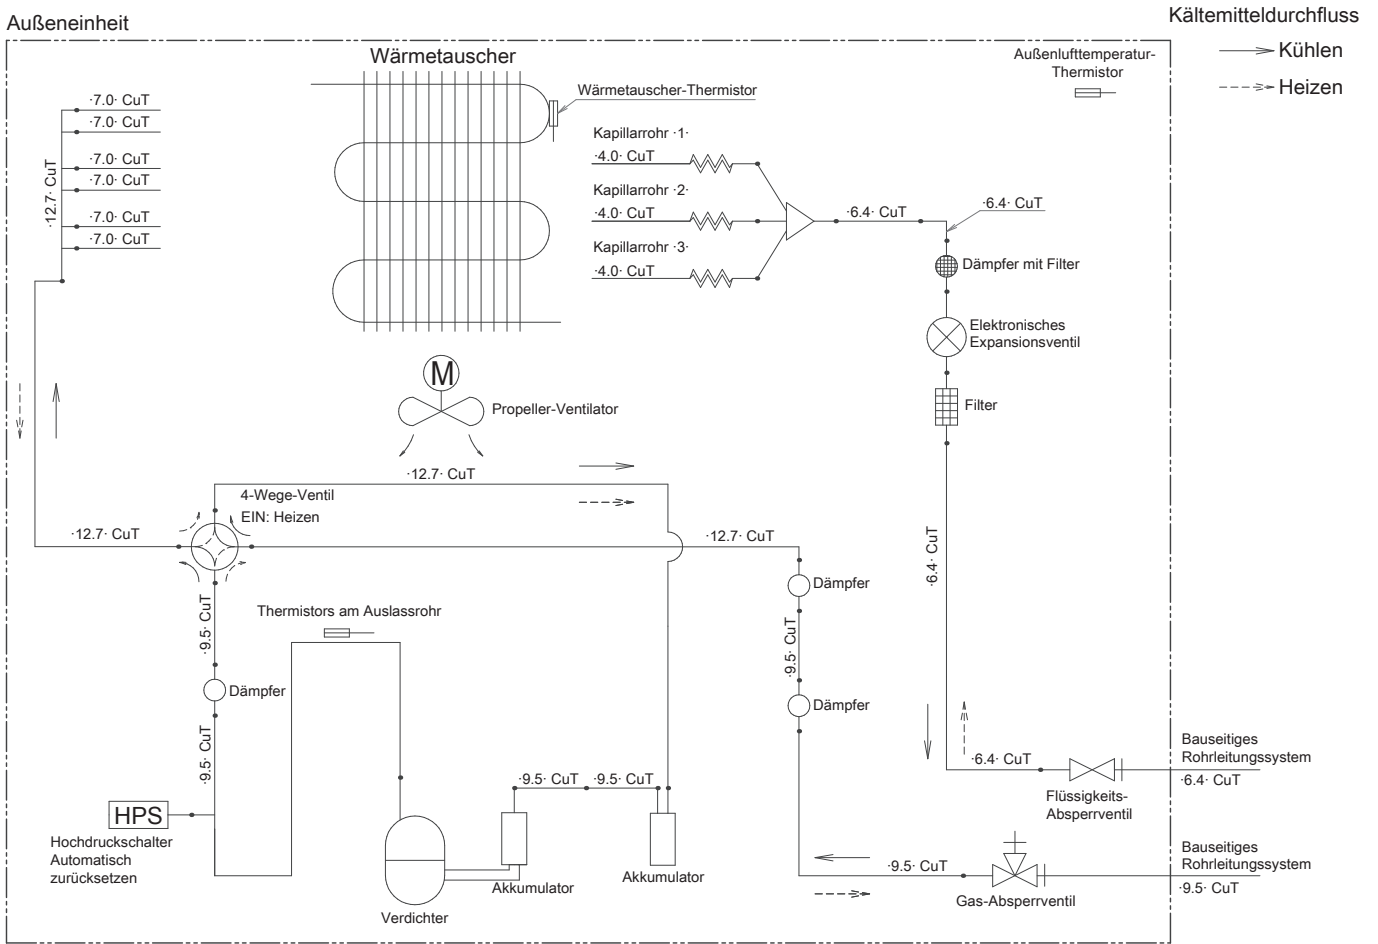 Kältemitteldurchfluss
Außeneinheit
Kühlen
Heizen
Wärmetauscher
Außenlufttemperatur-
Thermistor
Wärmetauscher-Thermistor
·7.0· CuT
·7.0· CuT
·7.0· CuT
·7.0· CuT
·7.0· CuT
·7.0· CuT
·12.7· CuT
Kapillarrohr ·1·
·4.0· CuT
Kapillarrohr ·2·
·4.0· CuT
Kapillarrohr ·3·
·4.0· CuT
·6.4· CuT
·6.4· CuT
Dämpfer mit Filter
Elektronisches
Expansionsventil
Filter
M
Propeller-Ventilator
·12.7· CuT
4-Wege-Ventil
EIN: Heizen
·12.7· CuT
·12.7· CuT
·6.4· CuT
Dämpfer
·9.5· CuT
Thermistors am Auslassrohr
·9.5· CuT
Dämpfer
Dämpfer
·9.5· CuT
·9.5· CuT
·9.5· CuT
·6.4· CuT
Bauseitiges
Rohrleitungssystem
·6.4· CuT
Flüssigkeits-
Absperrventil
HPS
Hochdruckschalter
Automatisch
zurücksetzen
Verdichter
Akkumulator
Akkumulator
·9.5· CuT
Gas-Absperrventil
Bauseitiges
Rohrleitungssystem
·9.5· CuT